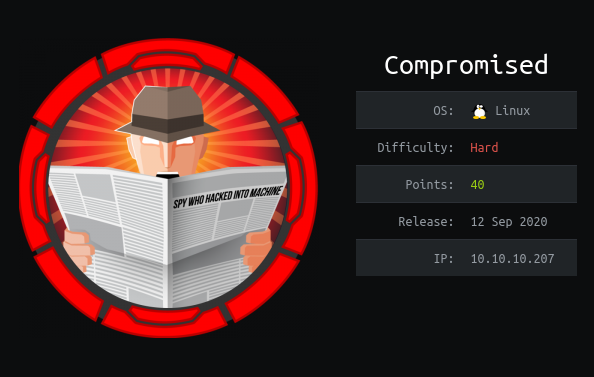 Compromised
OS: Linux
Difficulty: Hard
Points: 40
Release: 12 Sep 2020
IP: 10.10.10.207
SPY WHO HACKED INTO MACHINE